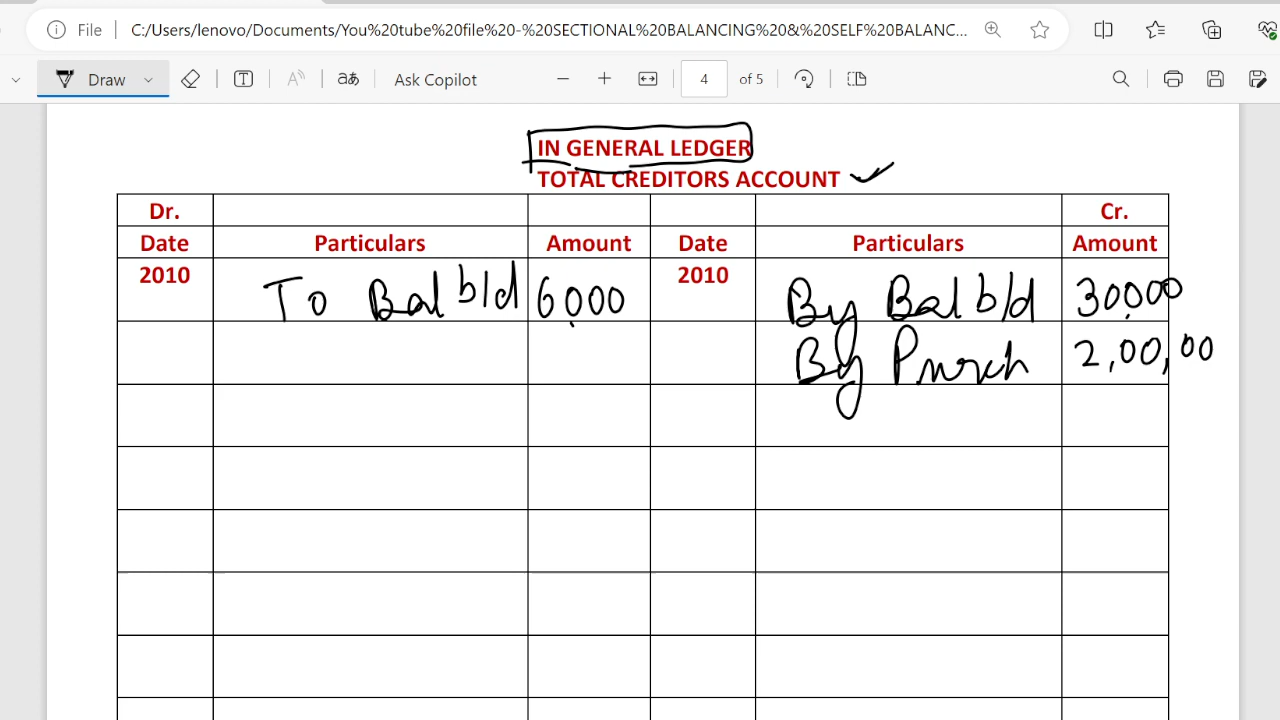 File C:/Users/lenovo/Documents/You%20tube%20file%20-%20SECTIONAL%20BALANCING%20&%20SELF%20BALANC...
Draw Ask Copilot 4 of 5
IN GENERAL LEDGER
TOTAL CREDITORS ACCOUNT
Dr. Cr.
Date Particulars Amount Date Particulars Amount
2010 To Bal b/d 6000 2010 By Bal b/d 30000
By Purch 2,00,00